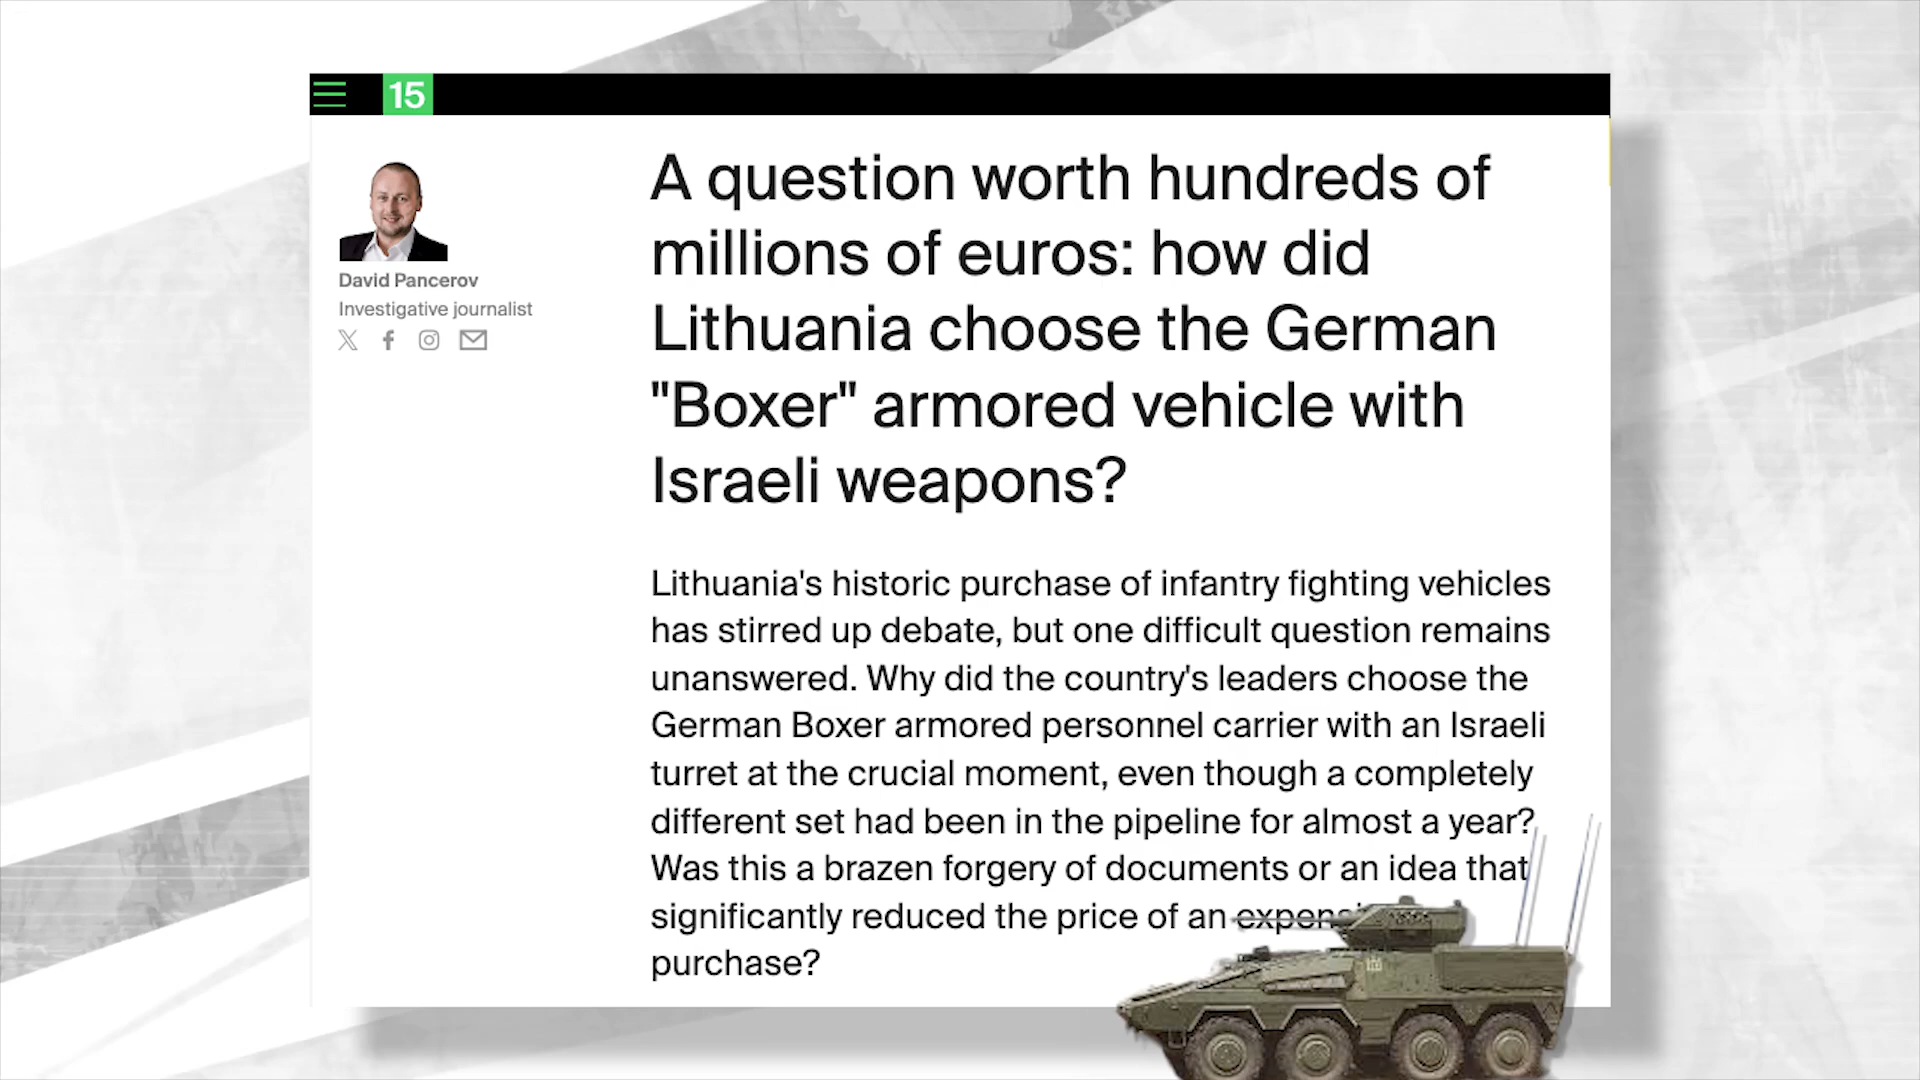 15
David Pancerov
Investigative journalist
A question worth hundreds of
millions of euros: how did
Lithuania choose the German
"Boxer" armored vehicle with
Israeli weapons?
Lithuania's historic purchase of infantry fighting vehicles
has stirred up debate, but one difficult question remains
unanswered. Why did the country's leaders choose the
German Boxer armored personnel carrier with an Israeli
turret at the crucial moment, even though a completely
different set had been in the pipeline for almost a year?
Was this a brazen forgery of documents or an idea that
significantly reduced the price of an
purchase?